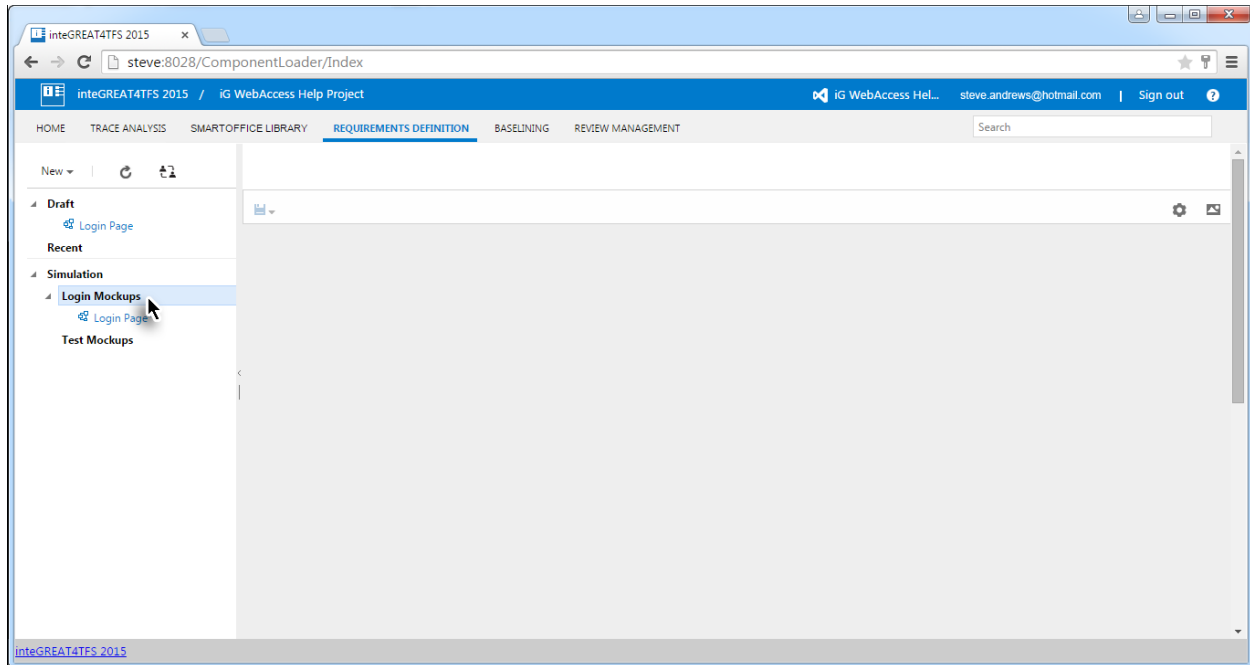 inteGREAT4TFS 2015
steve:8028/ComponentLoader/Index
inteGREAT4TFS 2015 / iG WebAccess Help Project iG WebAccess Hel... steve.andrews@hotmail.com | Sign out ?
HOME TRACE ANALYSIS SMARTOFFICE LIBRARY REQUIREMENTS DEFINITION BASELINING REVIEW MANAGEMENT Search
New
Draft
Login Page
Recent
Simulation
Login Mockups
Login Page
Test Mockups
inteGREAT4TFS 2015